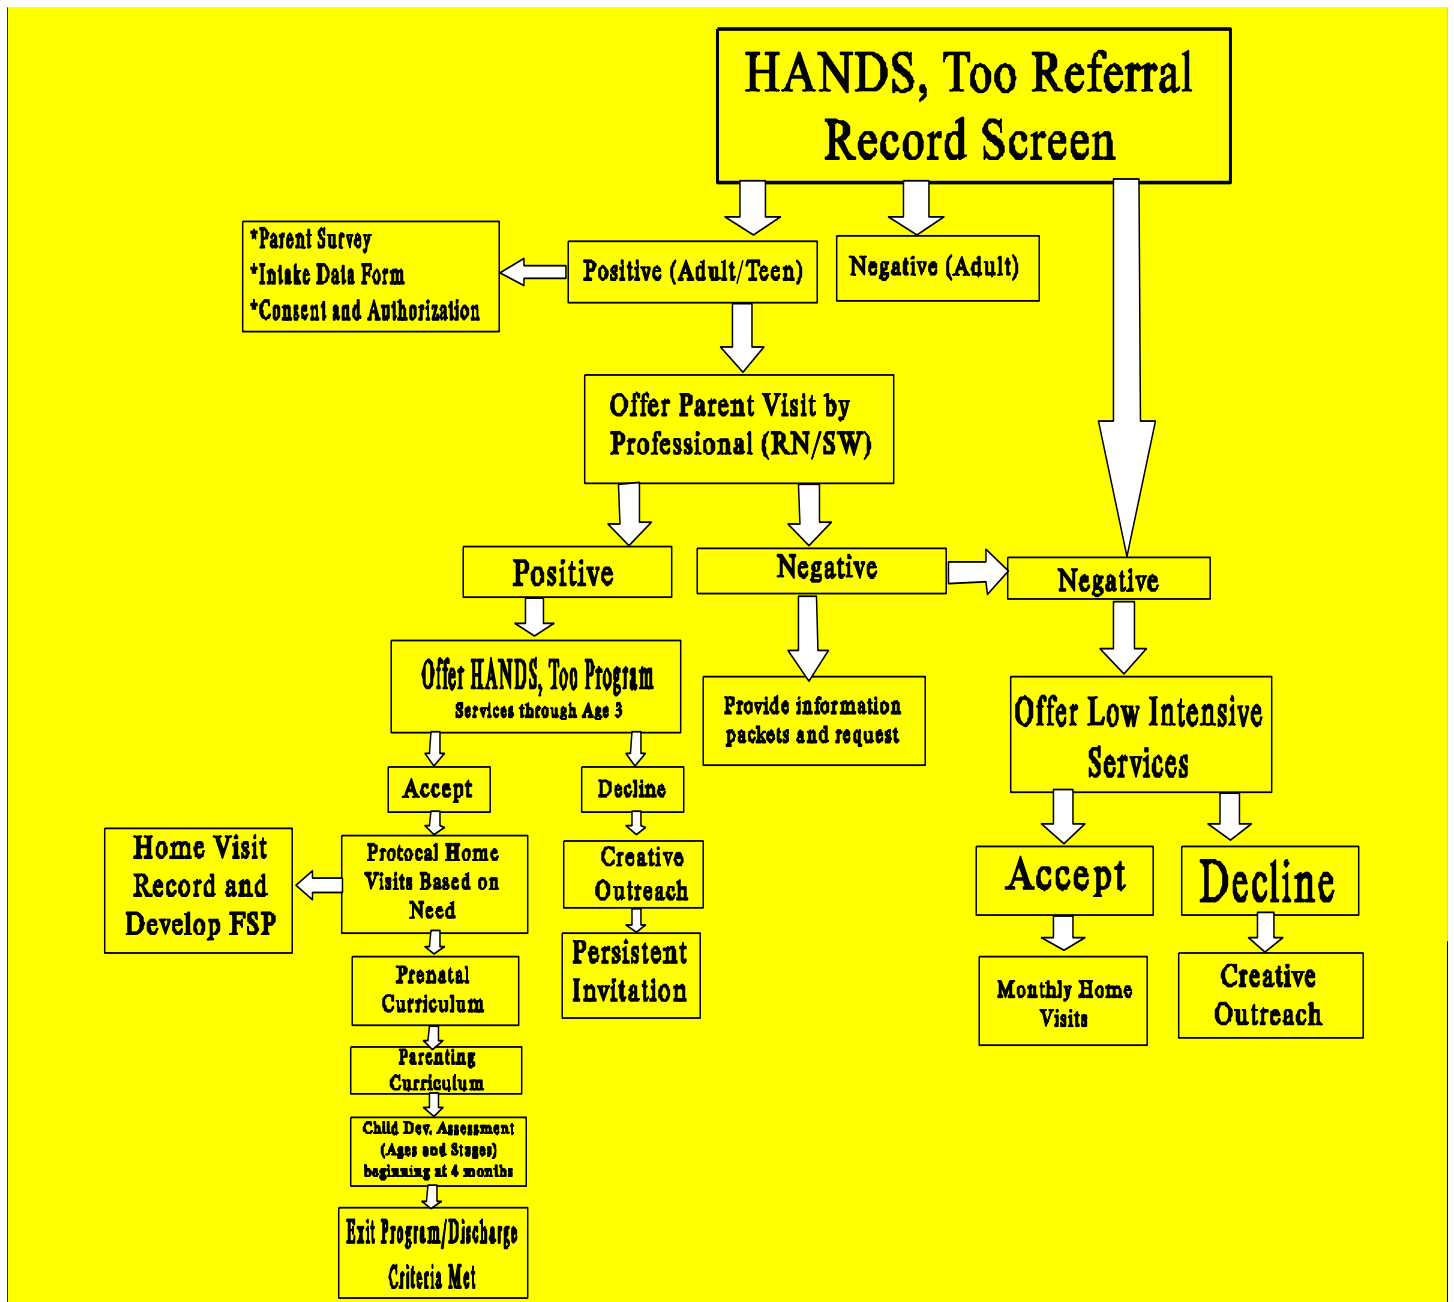 HANDS, Too Referral
Record Screen
*Parent Survey
*Intake Data Form
*Consent and Authorization
Positive (Adult/Teen)
Negative (Adult)
Offer Parent Visit by
Professional (RN/SW)
Positive
Negative
Negative
Offer HANDS, Too Program
Services through Age 3
Provide information
packets and request
Offer Low Intensive
Services
Accept
Decline
Home Visit
Record and
Develop FSP
Protocal Home
Visits Based on
Need
Creative
Outreach
Accept
Decline
Persistent
Invitation
Prenatal
Curriculum
Monthly Home
Visits
Creative
Outreach
Parenting
Curriculum
Child Dev. Assessment
(Ages and Stages)
beginning at 4 months
Exit Program/Discharge
Criteria Met